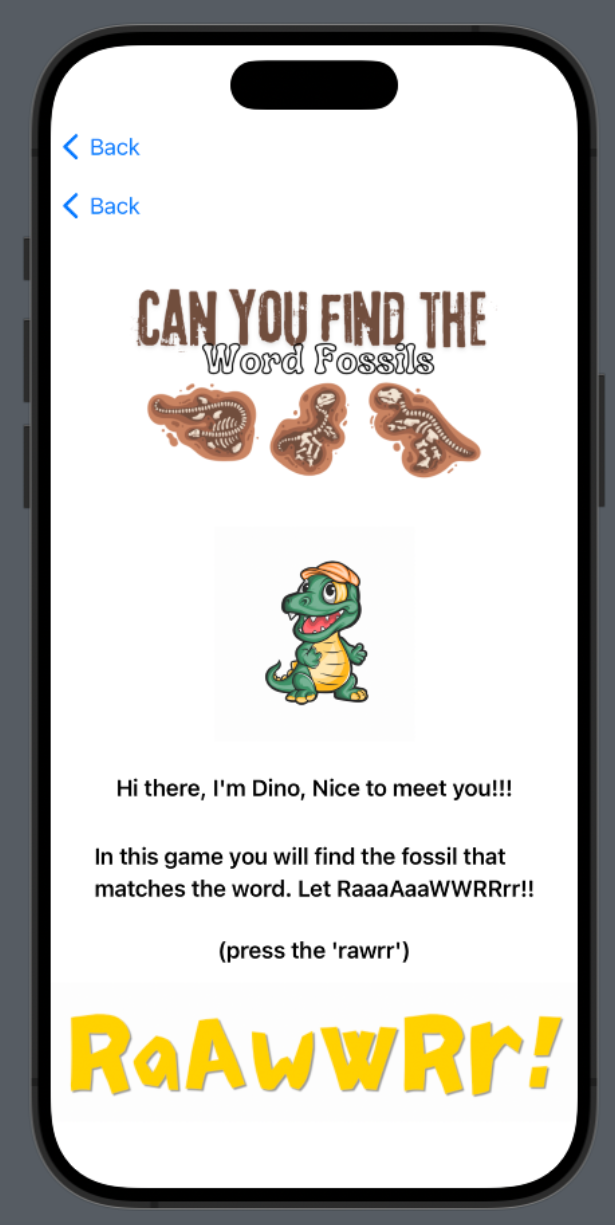 Back
Back
CAN YOU FIND THE
Word Fossils
Hi there, I'm Dino, Nice to meet you!!!
In this game you will find the fossil that
matches the word. Let RaaaAaaWWRRrr!!
(press the 'rawrr')
RaAwwRr!